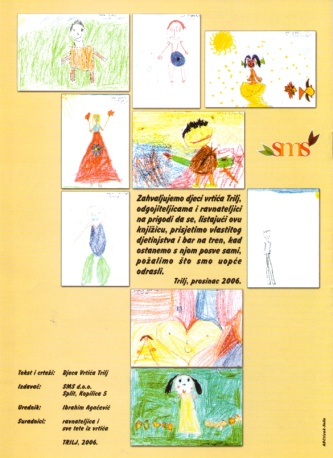 sms
Zahvaljujemo djeci vrtića Trilj,
odgojiteljicama i ravnateljici
na prigodi da se, listajući ovu
knjižicu, prisjetimo vlastitog
djetinjstva i bar na tren, kad
ostanemo s njom posve sami,
požalimo što smo uopće
odrasli.
Trilj, prosinac 2006.
Tekst i crteži: Djeca Vrtića Trilj
Izdavač: SMS d.o.o.
Split, Kopilica 5
Urednik: Ibrahim Agačević
Suradnici: ravnateljica i
sve tete iz vrtića
TRILJ, 2006.